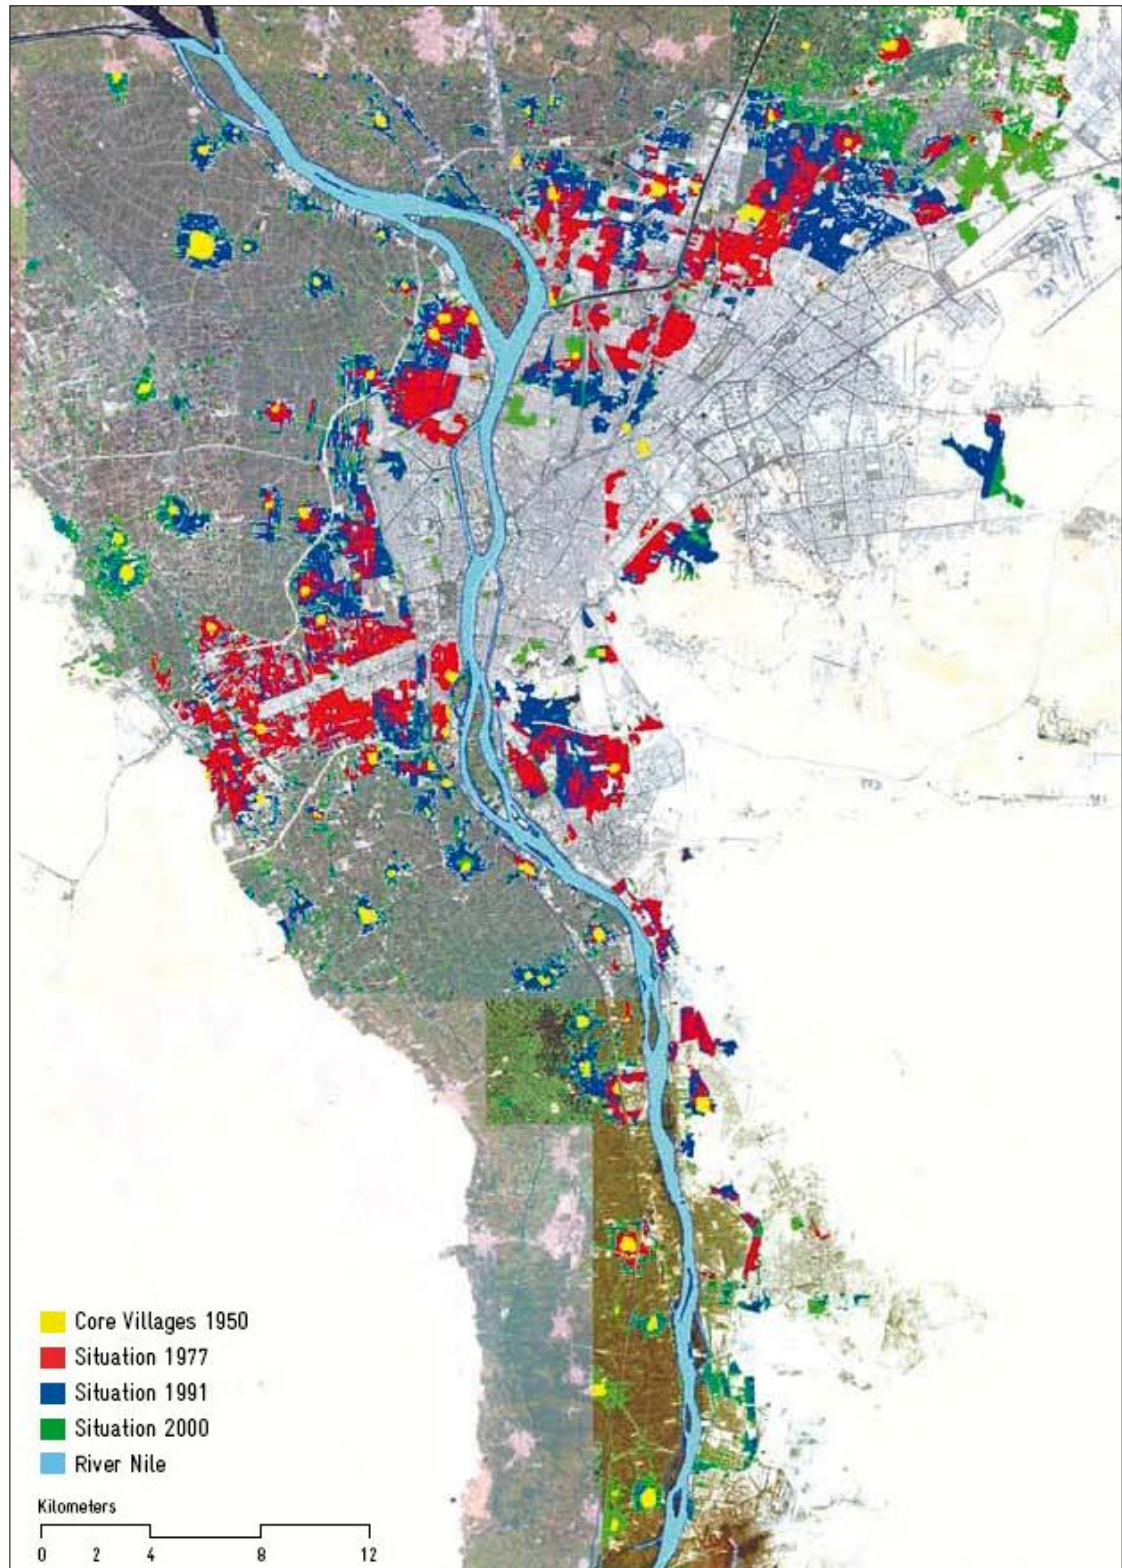 Core Villages 1950
Situation 1977
Situation 1991
Situation 2000
River Nile
Kilometers
0 2 4 8 12